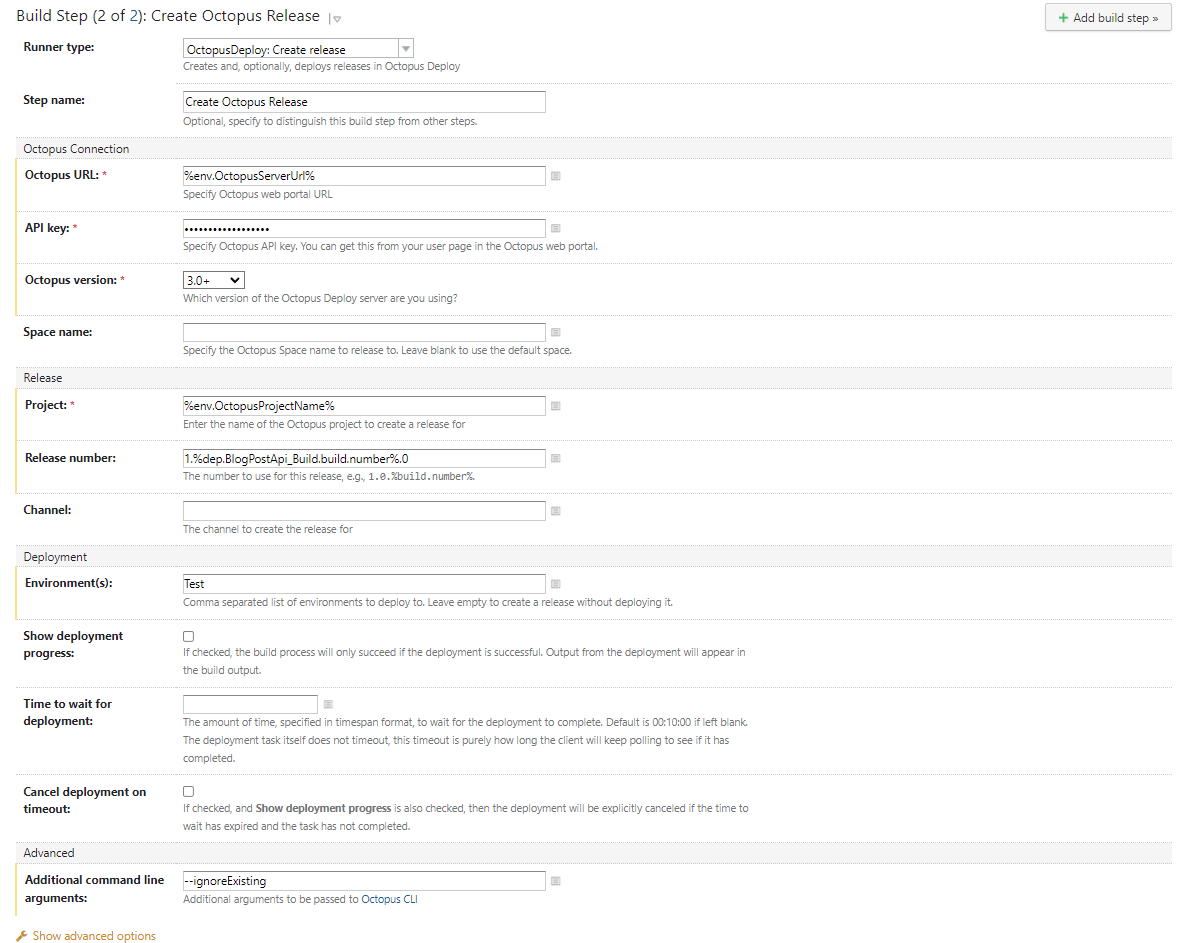 Build Step (2 of 2): Create Octopus Release
+ Add build step »
Runner type:
OctopusDeploy: Create release
Creates and, optionally, deploys releases in Octopus Deploy
Step name:
Create Octopus Release
Optional, specify to distinguish this build step from other steps.
Octopus Connection
Octopus URL: *
%env.OctopusServerUrl%
Specify Octopus web portal URL
API key: *
••••••••••••••••••
Specify Octopus API key. You can get this from your user page in the Octopus web portal.
Octopus version: *
3.0+
Which version of the Octopus Deploy server are you using?
Space name:
Specify the Octopus Space name to release to. Leave blank to use the default space.
Release
Project: *
%env.OctopusProjectName%
Enter the name of the Octopus project to create a release for
Release number:
1.%dep.BlogPostApi_Build.build.number%.0
The number to use for this release, e.g., 1.0.%build.number%.
Channel:
The channel to create the release for
Deployment
Environment(s):
Test
Comma separated list of environments to deploy to. Leave empty to create a release without deploying it.
Show deployment
progress:
If checked, the build process will only succeed if the deployment is successful. Output from the deployment will appear in
the build output.
Time to wait for
deployment:
The amount of time, specified in timespan format, to wait for the deployment to complete. Default is 00:10:00 if left blank.
The deployment task itself does not timeout, this timeout is purely how long the client will keep polling to see if it has
completed.
Cancel deployment on
timeout:
If checked, and Show deployment progress is also checked, then the deployment will be explicitly canceled if the time to
wait has expired and the task has not completed.
Advanced
Additional command line
arguments:
--ignoreExisting
Additional arguments to be passed to Octopus CLI
Show advanced options